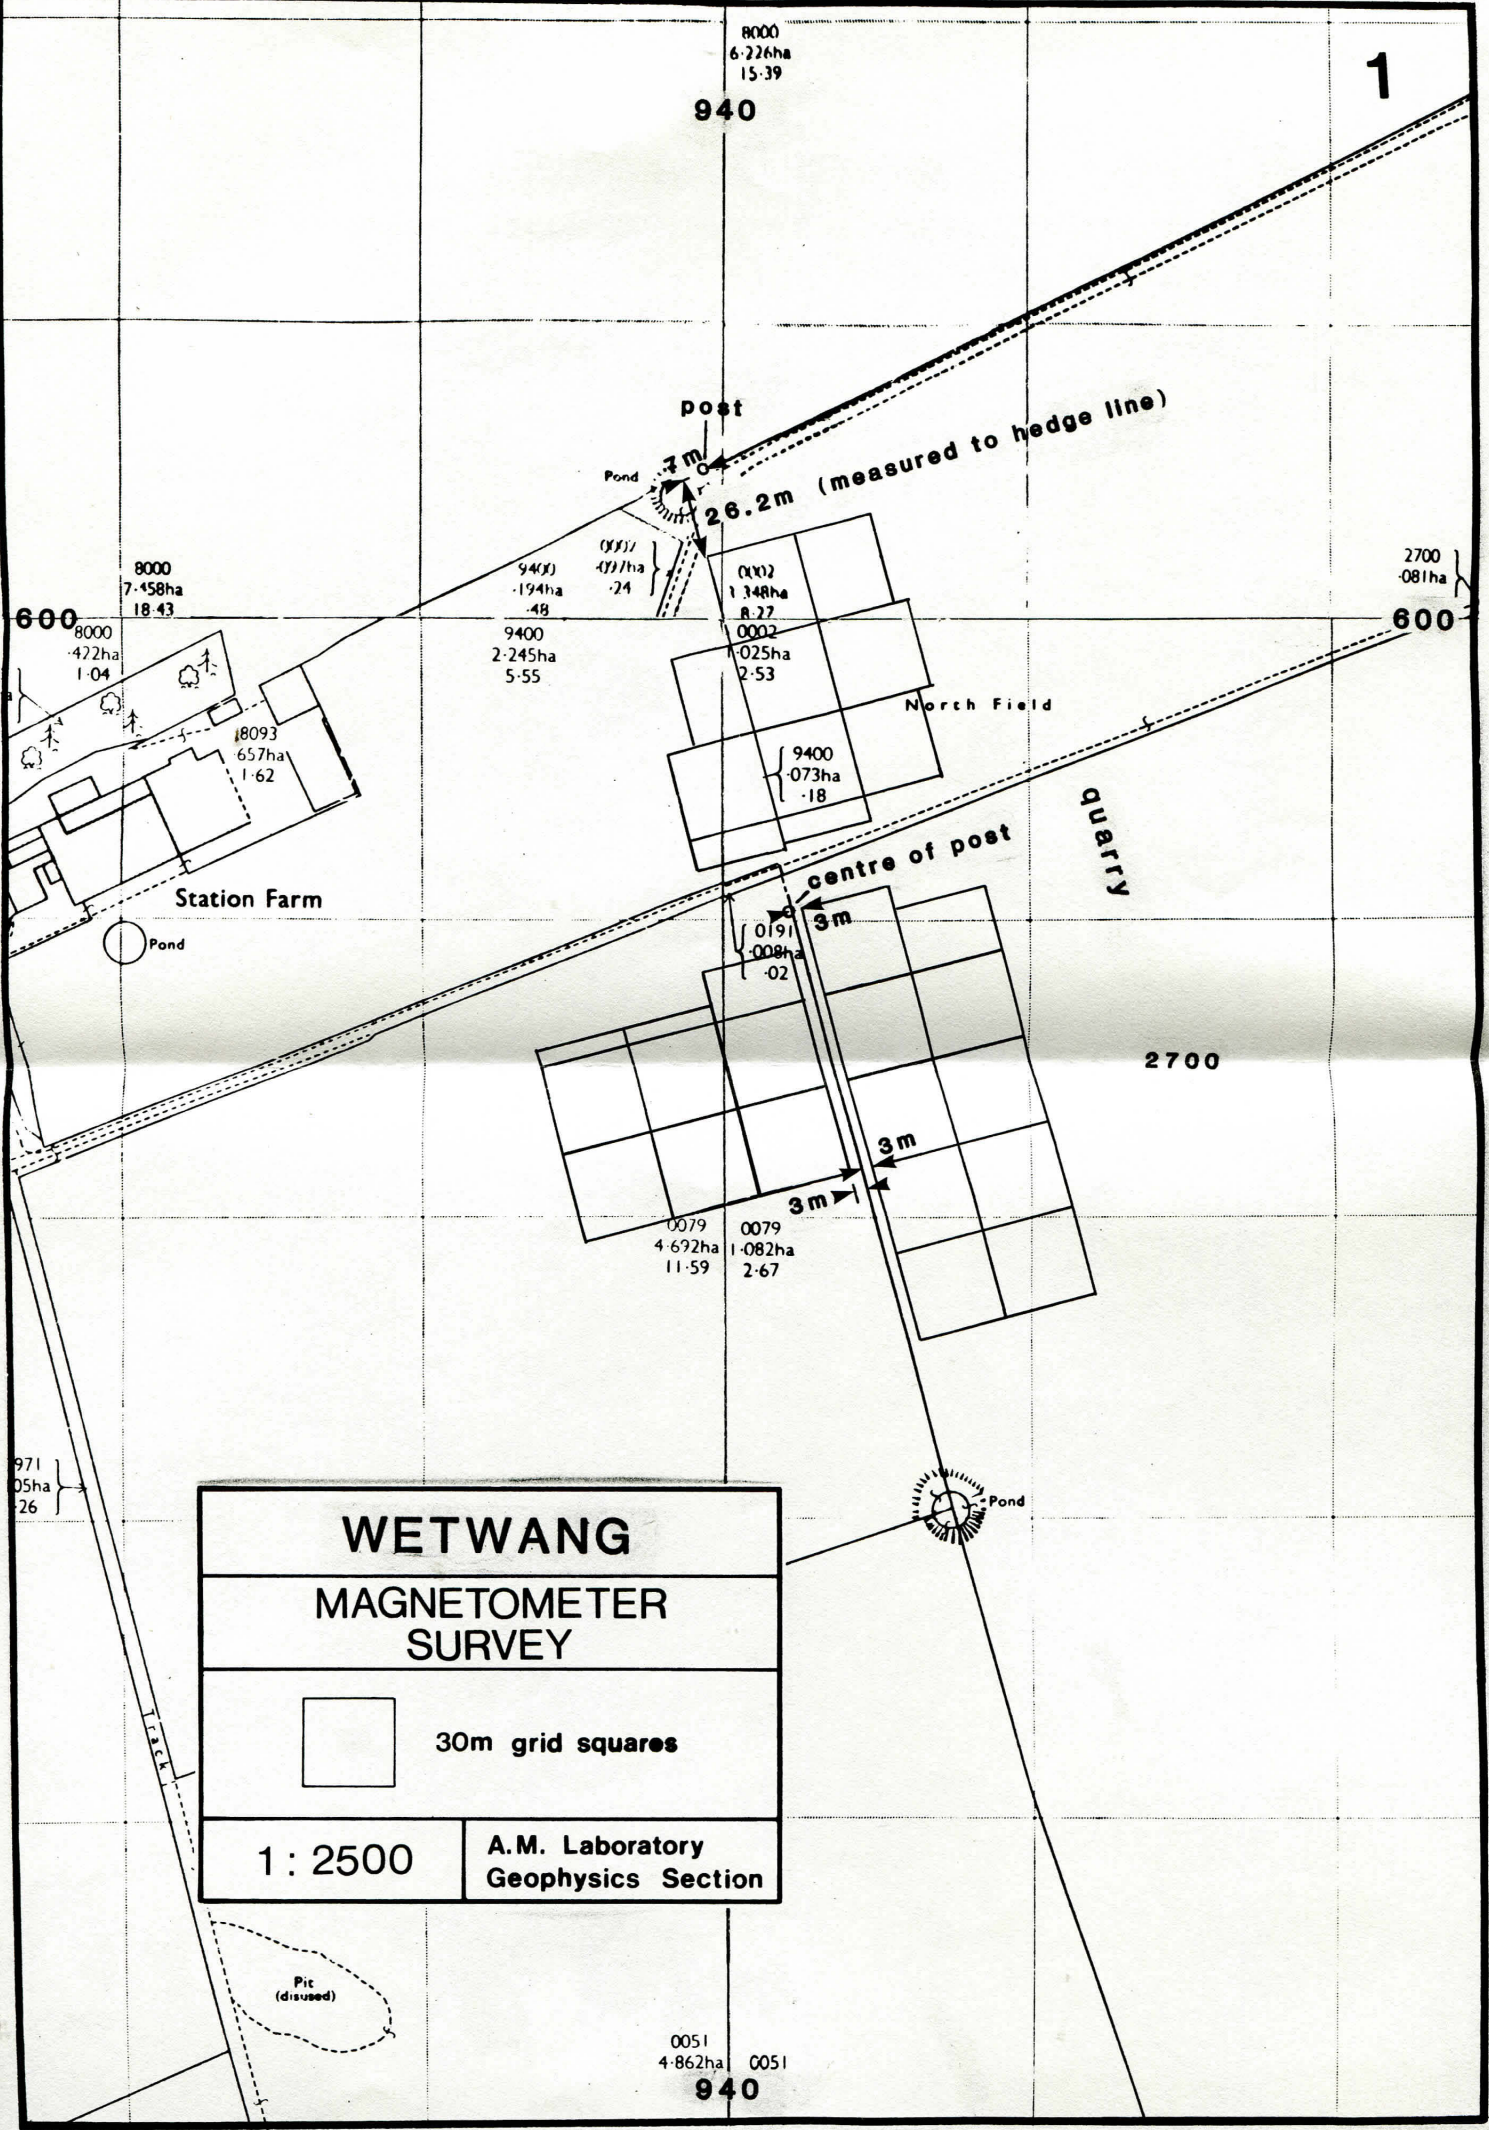 8000
6·226ha
15·39
940
1
post
7m
Pond
26.2m (measured to hedge line)
8000
7·458ha
18·43
9400
·194ha
·48
·24
0002
8·27
2700
·081ha
600
600
8000
·422ha
1·04
9400
2·245ha
5·55
0002
1·025ha
2·53
North Field
8093
·657ha
1·62
9400
·073ha
·18
quarry
centre of post
3m
Station Farm
Pond
0191
·008ha
·02
2700
3m
3m
0079
4·692ha
11·59
0079
1·082ha
2·67
971
05ha
·26
Pond
WETWANG
MAGNETOMETER
SURVEY
30m grid squares
1:2500
A.M. Laboratory
Geophysics Section
Track
Pit
(disused)
0051
4·862ha
0051
940